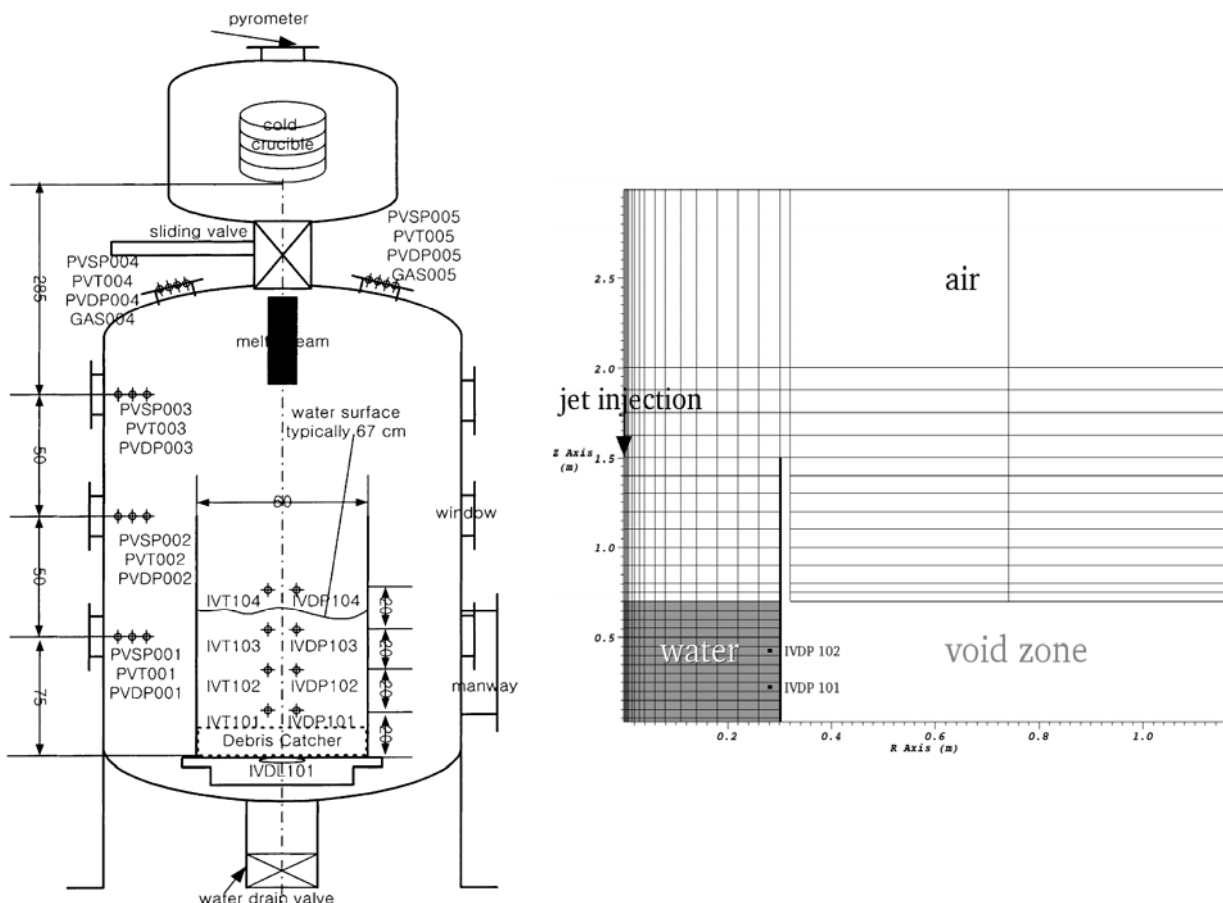 pyrometer
cold
crucible
sliding valve
PVSP005
PVT005
PVDP005
GAS005
PVSP004
PVT004
PVDP004
GAS004
285
PVSP003
PVT003
PVDP003
water surface
typically 67 cm
50
60
window
PVSP002
PVT002
PVDP002
50
IVT104
IVDP104
20
IVT103
IVDP103
20
PVSP001
PVT001
PVDP001
IVT102
IVDP102
20
manway
75
IVT101
IVDP101
20
Debris Catcher
IVDL101
water drain valve
air
2.5
2.0
jet injection
Z Axis
(m)
1.5
1.0
0.5
water
IVDP 102
void zone
IVDP 101
0.2
0.4
0.6
0.8
1.0
R Axis (m)